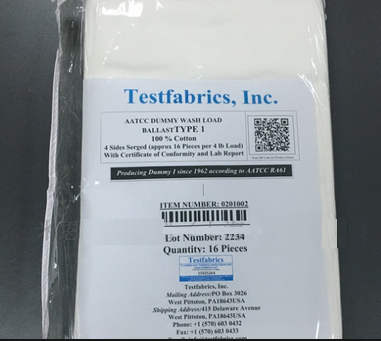 Testfabrics, Inc.
AATCC DUMMY WASH LOAD
BALLAST TYPE 1
100 % Cotton
4 Sides Serged (approx 16 Pieces per 4 lb Load)
With Certificate of Conformity and Lab Report
Producing Dummy I since 1962 according to AATCC RA61
ITEM NUMBER: 0201002
Lot Number: 2234
Quantity: 16 Pieces
Testfabrics
Testfabrics, Inc.
Mailing Address:PO Box 3026
West Pittston, PA18643USA
Shipping Address:415 Delaware Avenue
West Pittston, PA18643USA
Phone: +1 (570) 603 0432
Fax: +1 (570) 603 0433